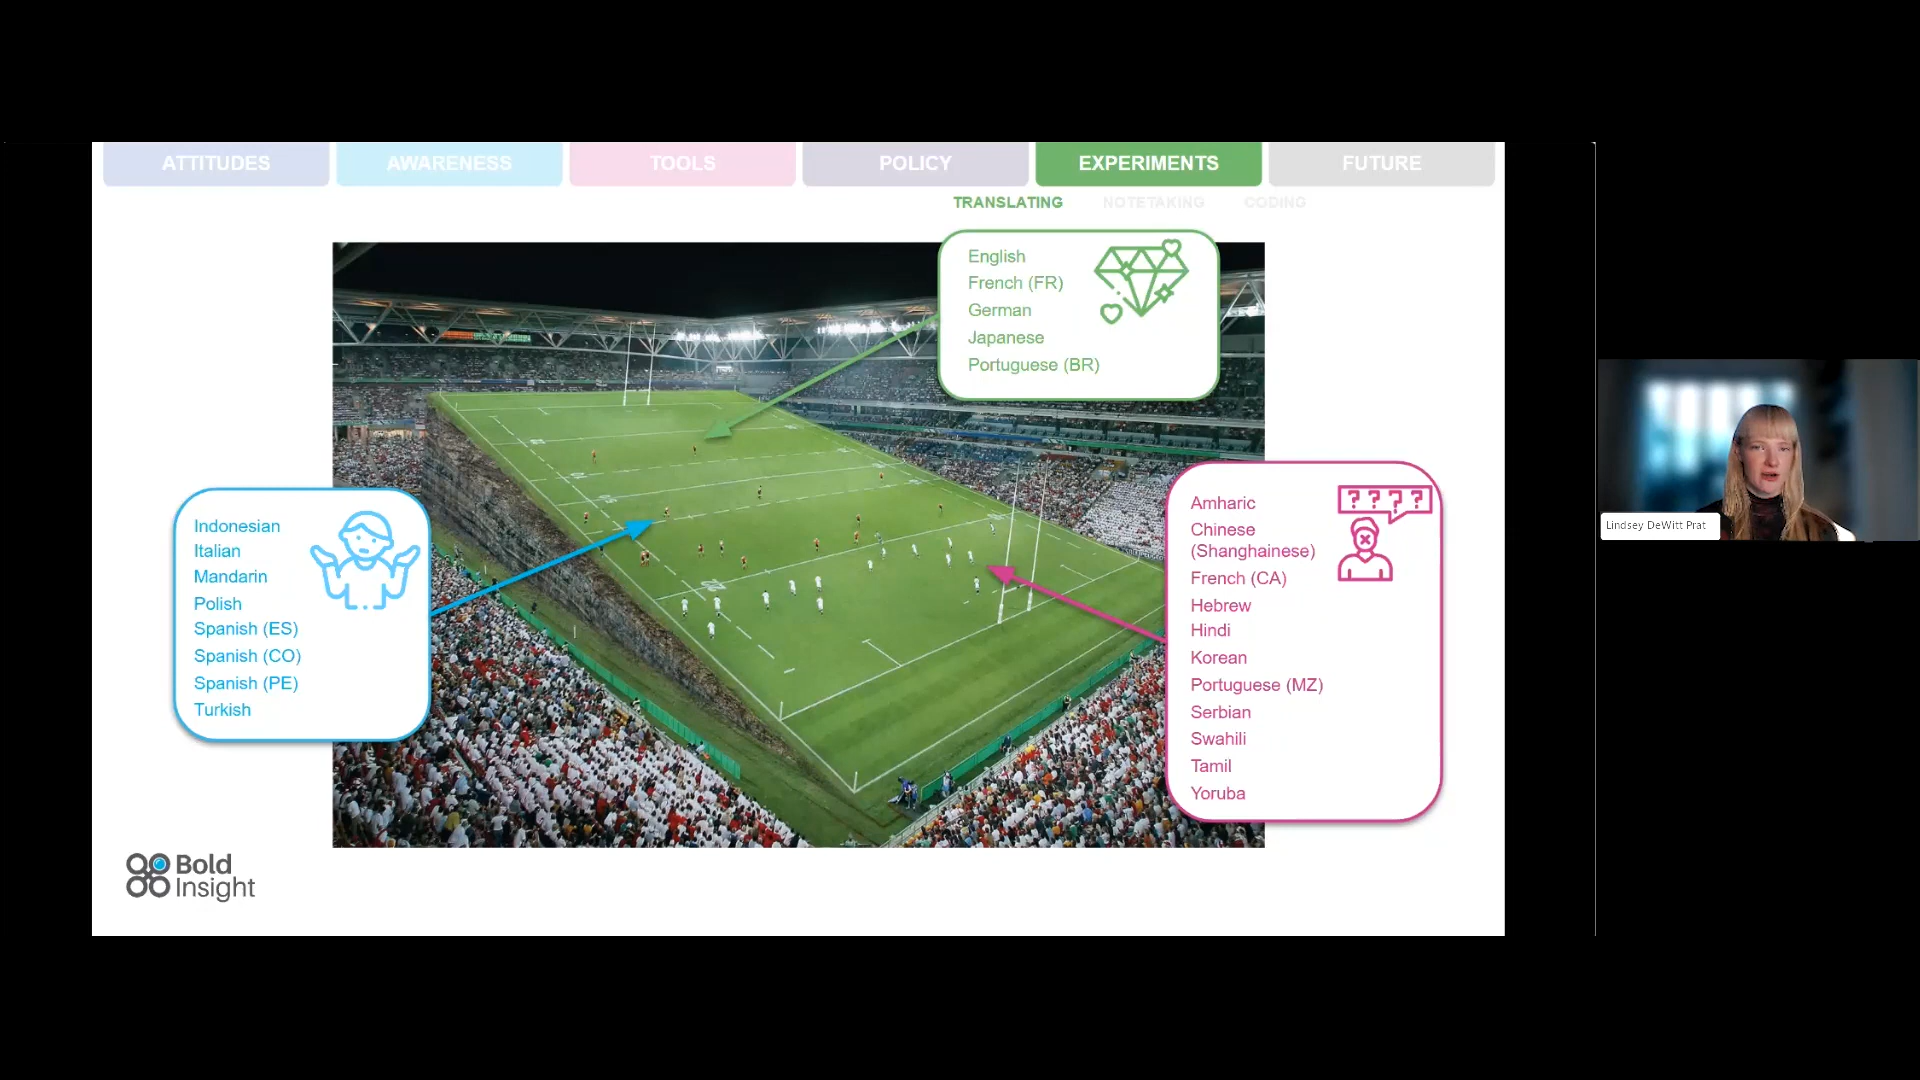 ATTITUDES
AWARENESS
TOOLS
POLICY
EXPERIMENTS
FUTURE
TRANSLATING
NOTETAKING
CODING
English
French (FR)
German
Japanese
Portuguese (BR)
Indonesian
Italian
Mandarin
Polish
Spanish (ES)
Spanish (CO)
Spanish (PE)
Turkish
? ? ? ?
Amharic
Chinese
(Shanghainese)
French (CA)
Hebrew
Hindi
Korean
Portuguese (MZ)
Serbian
Swahili
Tamil
Yoruba
Bold
Insight
Lindsey DeWitt Prat